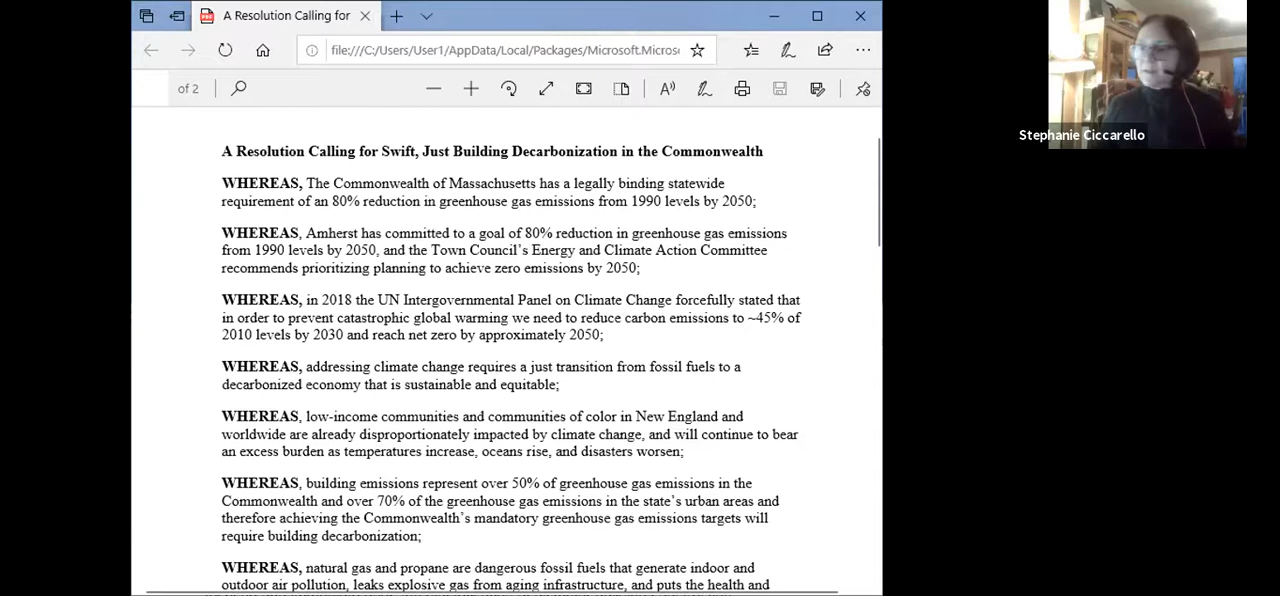 A Resolution Calling for
file:///C:/Users/User1/AppData/Local/Packages/Microsoft.Micros
of 2
A Resolution Calling for Swift, Just Building Decarbonization in the Commonwealth
WHEREAS, The Commonwealth of Massachusetts has a legally binding statewide
requirement of an 80% reduction in greenhouse gas emissions from 1990 levels by 2050;
WHEREAS, Amherst has committed to a goal of 80% reduction in greenhouse gas emissions
from 1990 levels by 2050, and the Town Council's Energy and Climate Action Committee
recommends prioritizing planning to achieve zero emissions by 2050;
WHEREAS, in 2018 the UN Intergovernmental Panel on Climate Change forcefully stated that
in order to prevent catastrophic global warming we need to reduce carbon emissions to ~45% of
2010 levels by 2030 and reach net zero by approximately 2050;
WHEREAS, addressing climate change requires a just transition from fossil fuels to a
decarbonized economy that is sustainable and equitable;
WHEREAS, low-income communities and communities of color in New England and
worldwide are already disproportionately impacted by climate change, and will continue to bear
an excess burden as temperatures increase, oceans rise, and disasters worsen;
WHEREAS, building emissions represent over 50% of greenhouse gas emissions in the
Commonwealth and over 70% of the greenhouse gas emissions in the state's urban areas and
therefore achieving the Commonwealth's mandatory greenhouse gas emissions targets will
require building decarbonization;
WHEREAS, natural gas and propane are dangerous fossil fuels that generate indoor and
outdoor air pollution, leaks explosive gas from aging infrastructure, and puts the health and
Stephanie Ciccarello